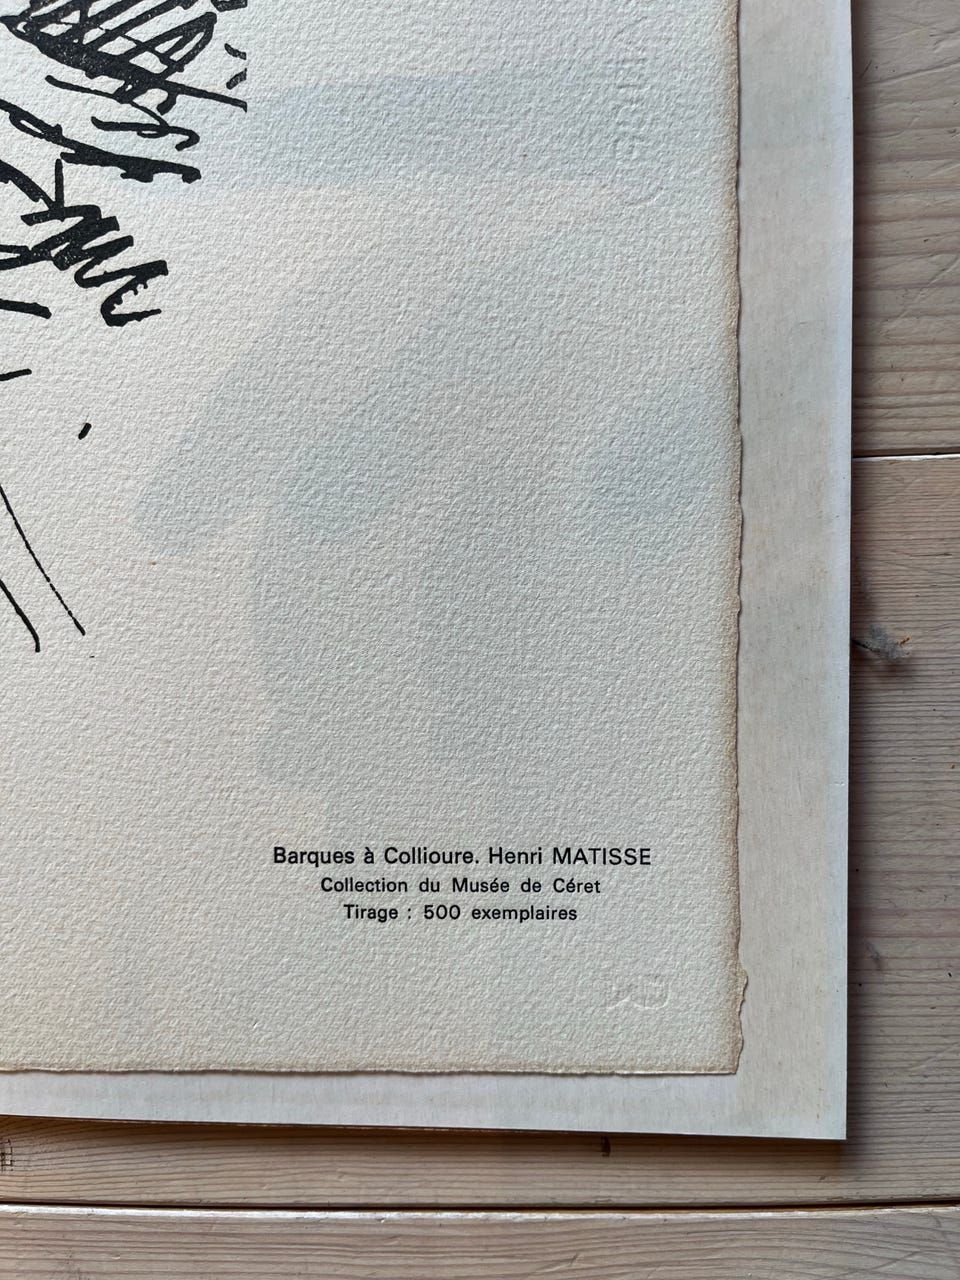 Barques à Collioure. Henri MATISSE
Collection du Musée de Céret
Tirage : 500 exemplaires